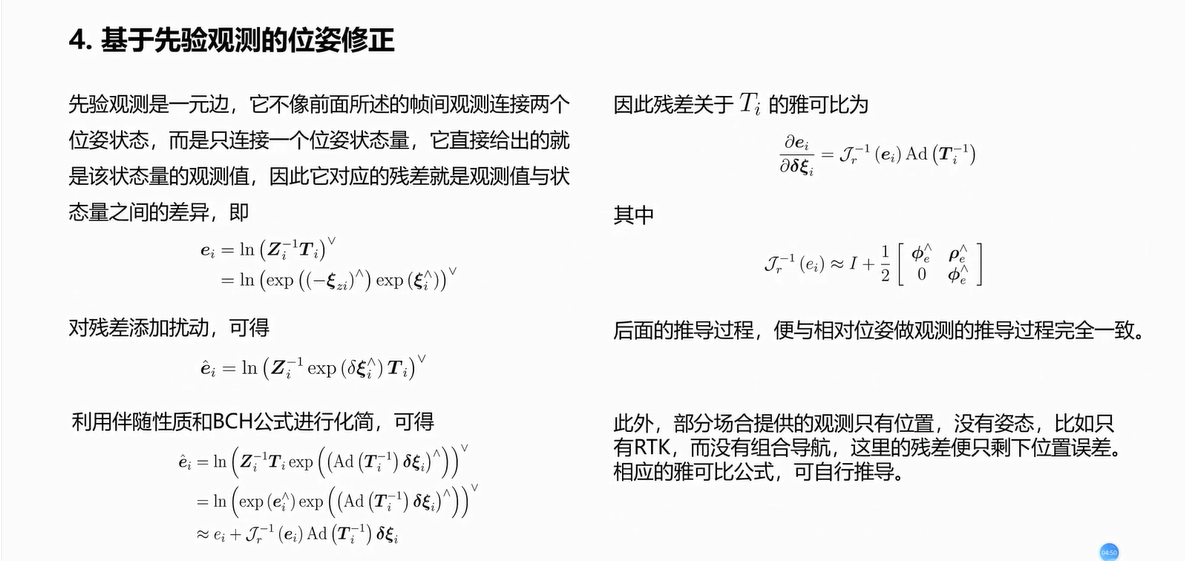 4. 基于先验观测的位姿修正
先验观测是一元边，它不像前面所述的帧间观测连接两个
位姿状态，而是只连接一个位姿状态量，它直接给出的就
是该状态量的观测值，因此它对应的残差就是观测值与状
态量之间的差异，即
$\boldsymbol{e}_i = \ln\left(\boldsymbol{Z}_i^{-1}\boldsymbol{T}_i\right)^{\vee}$
$= \ln\left(\exp\left((-\boldsymbol{\xi}_{zi})^{\wedge}\right)\exp\left(\boldsymbol{\xi}_i^{\wedge}\right)\right)^{\vee}$
对残差添加扰动，可得
$\hat{\boldsymbol{e}}_i = \ln\left(\boldsymbol{Z}_i^{-1}\exp\left(\delta\boldsymbol{\xi}_i^{\wedge}\right)\boldsymbol{T}_i\right)^{\vee}$
利用伴随性质和BCH公式进行化简，可得
$\hat{\boldsymbol{e}}_i = \ln\left(\boldsymbol{Z}_i^{-1}\boldsymbol{T}_i\exp\left(\left(\operatorname{Ad}\left(\boldsymbol{T}_i^{-1}\right)\boldsymbol{\delta\xi}_i\right)^{\wedge}\right)\right)^{\vee}$
$= \ln\left(\exp\left(\boldsymbol{e}_i^{\wedge}\right)\exp\left(\left(\operatorname{Ad}\left(\boldsymbol{T}_i^{-1}\right)\boldsymbol{\delta\xi}_i\right)^{\wedge}\right)\right)^{\vee}$
$\approx e_i + \mathcal{J}_r^{-1}\left(\boldsymbol{e}_i\right)\operatorname{Ad}\left(\boldsymbol{T}_i^{-1}\right)\boldsymbol{\delta\xi}_i$
因此残差关于 $T_i$ 的雅可比为
$\frac{\partial \boldsymbol{e}_i}{\partial \boldsymbol{\delta\xi}_i} = \mathcal{J}_r^{-1}\left(\boldsymbol{e}_i\right)\operatorname{Ad}\left(\boldsymbol{T}_i^{-1}\right)$
其中
$\mathcal{J}_r^{-1}\left(e_i\right) \approx I + \frac{1}{2}\left[\begin{array}{cc}\boldsymbol{\phi}_e^{\wedge} & \boldsymbol{\rho}_e^{\wedge} \\ 0 & \boldsymbol{\phi}_e^{\wedge}\end{array}\right]$
后面的推导过程，便与相对位姿做观测的推导过程完全一致。
此外，部分场合提供的观测只有位置，没有姿态，比如只
有RTK，而没有组合导航，这里的残差便只剩下位置误差。
相应的雅可比公式，可自行推导。
04:50